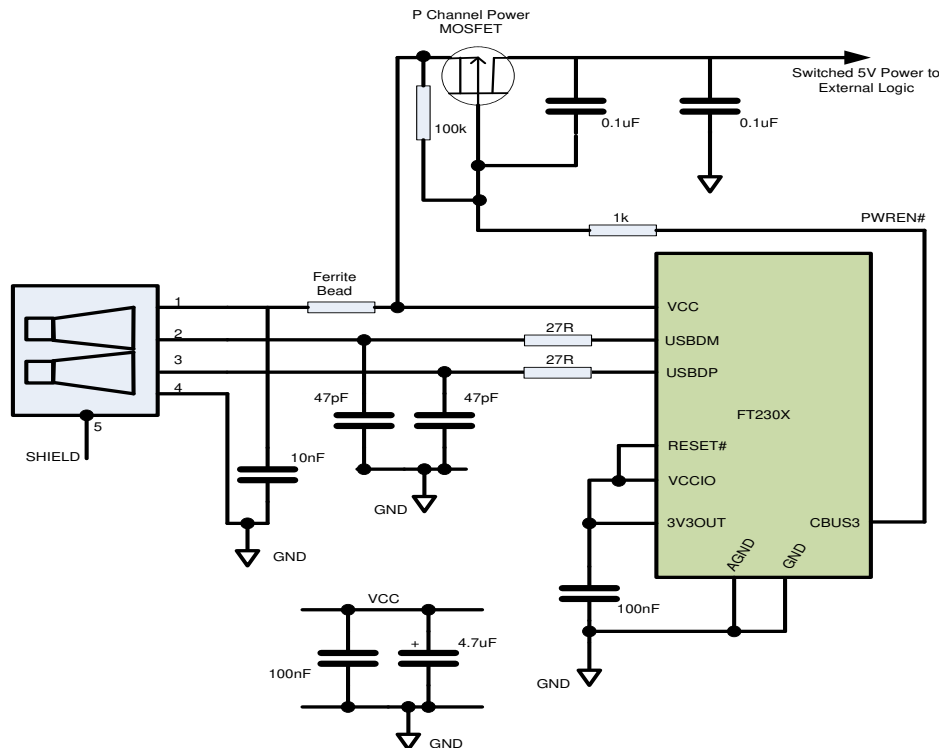 P Channel Power
MOSFET
Switched 5V Power to
External Logic
0.1uF
0.1uF
100k
1k
PWREN#
Ferrite
Bead
1
2
3
4
5
SHIELD
27R
27R
VCC
USBDM
USBDP
47pF
47pF
FT230X
10nF
RESET#
VCCIO
3V3OUT
CBUS3
AGND
GND
GND
GND
100nF
GND
VCC
100nF
+
4.7uF
GND